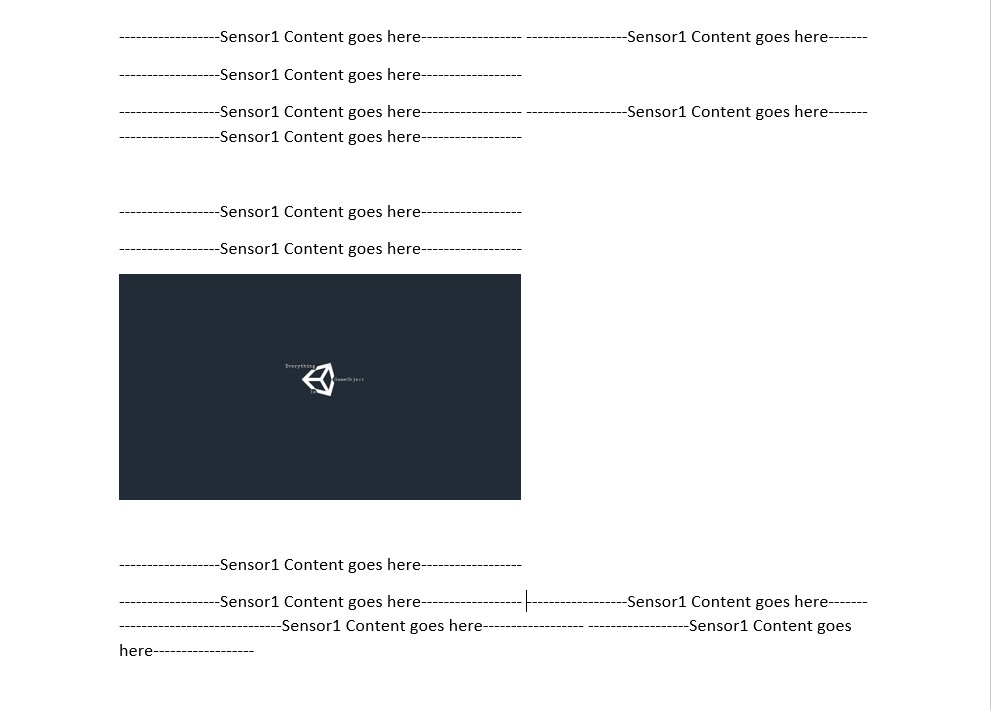 ------------------Sensor1 Content goes here------------------ ------------------Sensor1 Content goes here-------
------------------Sensor1 Content goes here------------------
------------------Sensor1 Content goes here------------------ ------------------Sensor1 Content goes here-------
------------------Sensor1 Content goes here------------------
------------------Sensor1 Content goes here------------------
------------------Sensor1 Content goes here------------------
Everything
GameObject
------------------Sensor1 Content goes here------------------
------------------Sensor1 Content goes here------------------ ------------------Sensor1 Content goes here-------
-----------------------------Sensor1 Content goes here------------------ ------------------Sensor1 Content goes
here------------------